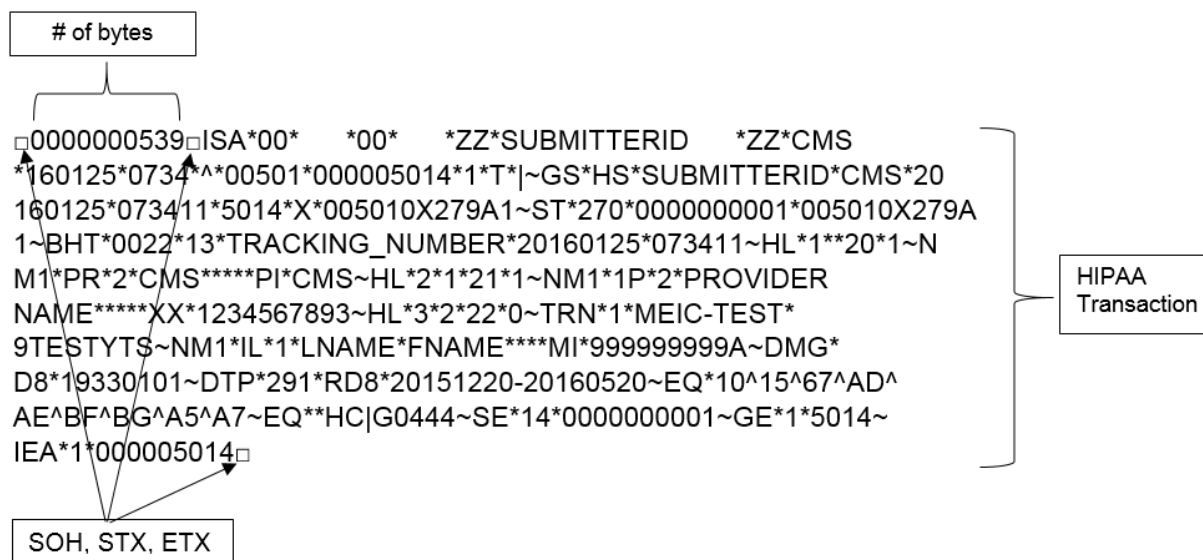 # of bytes
□0000000539□ISA*00*     *00*     *ZZ*SUBMITTERID     *ZZ*CMS
*160125*0734*^*00501*000005014*1*T*|~GS*HS*SUBMITTERID*CMS*20
160125*073411*5014*X*005010X279A1~ST*270*0000000001*005010X279A
1~BHT*0022*13*TRACKING_NUMBER*20160125*073411~HL*1**20*1~N
M1*PR*2*CMS*****PI*CMS~HL*2*1*21*1~NM1*1P*2*PROVIDER
NAME*****XX*1234567893~HL*3*2*22*0~TRN*1*MEIC-TEST*
9TESTYTS~NM1*IL*1*LNAME*FNAME****MI*999999999A~DMG*
D8*19330101~DTP*291*RD8*20151220-20160520~EQ*10^15^67^AD^
AE^BF^BG^A5^A7~EQ**HC|G0444~SE*14*0000000001~GE*1*5014~
IEA*1*000005014□
HIPAA
Transaction
SOH, STX, ETX